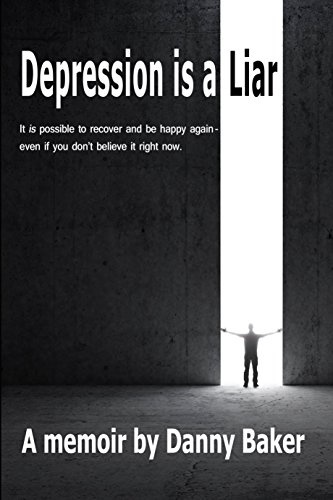 Depression is a Liar
It is possible to recover and be happy again-
even if you don't believe it right now.
A memoir by Danny Baker